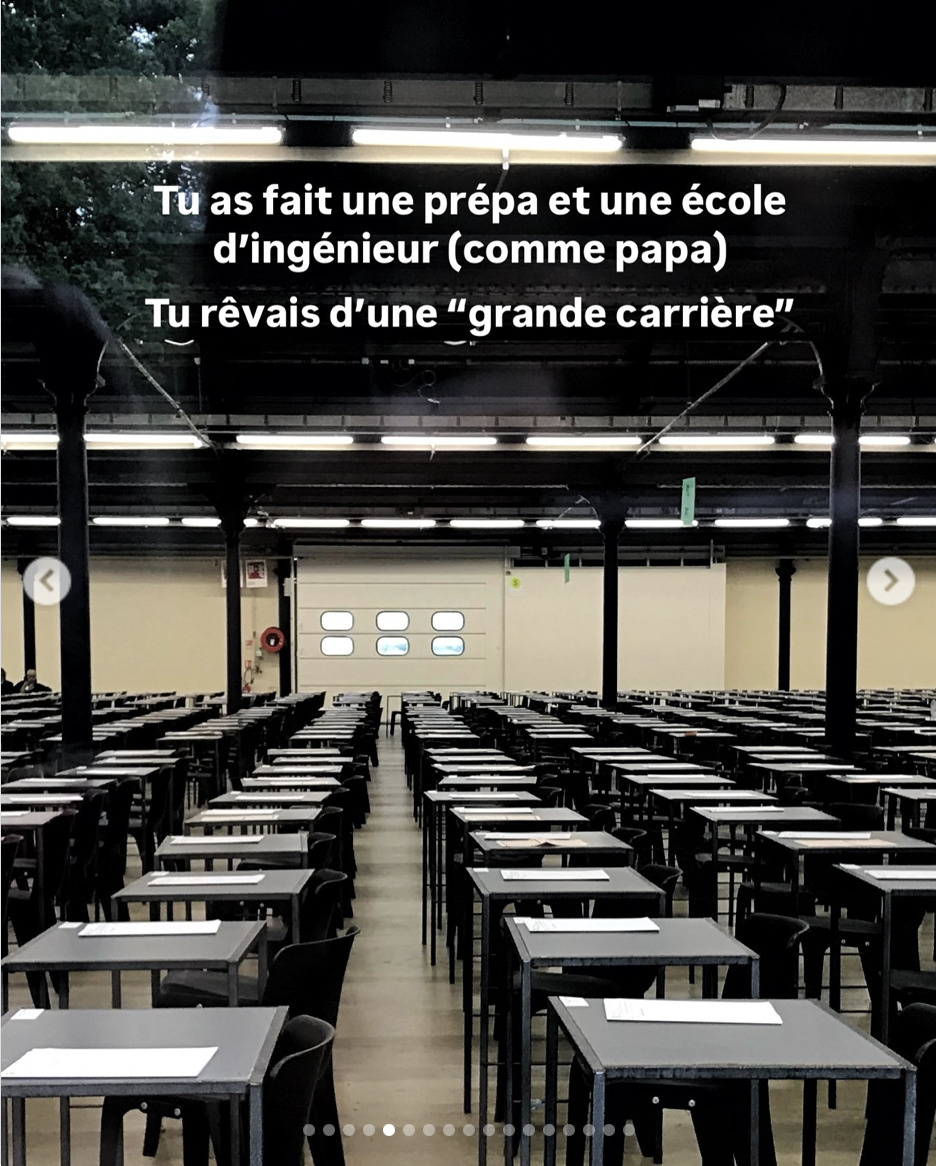 Tu as fait une prépa et une école
d’ingénieur (comme papa)
Tu rêvais d’une “grande carrière”